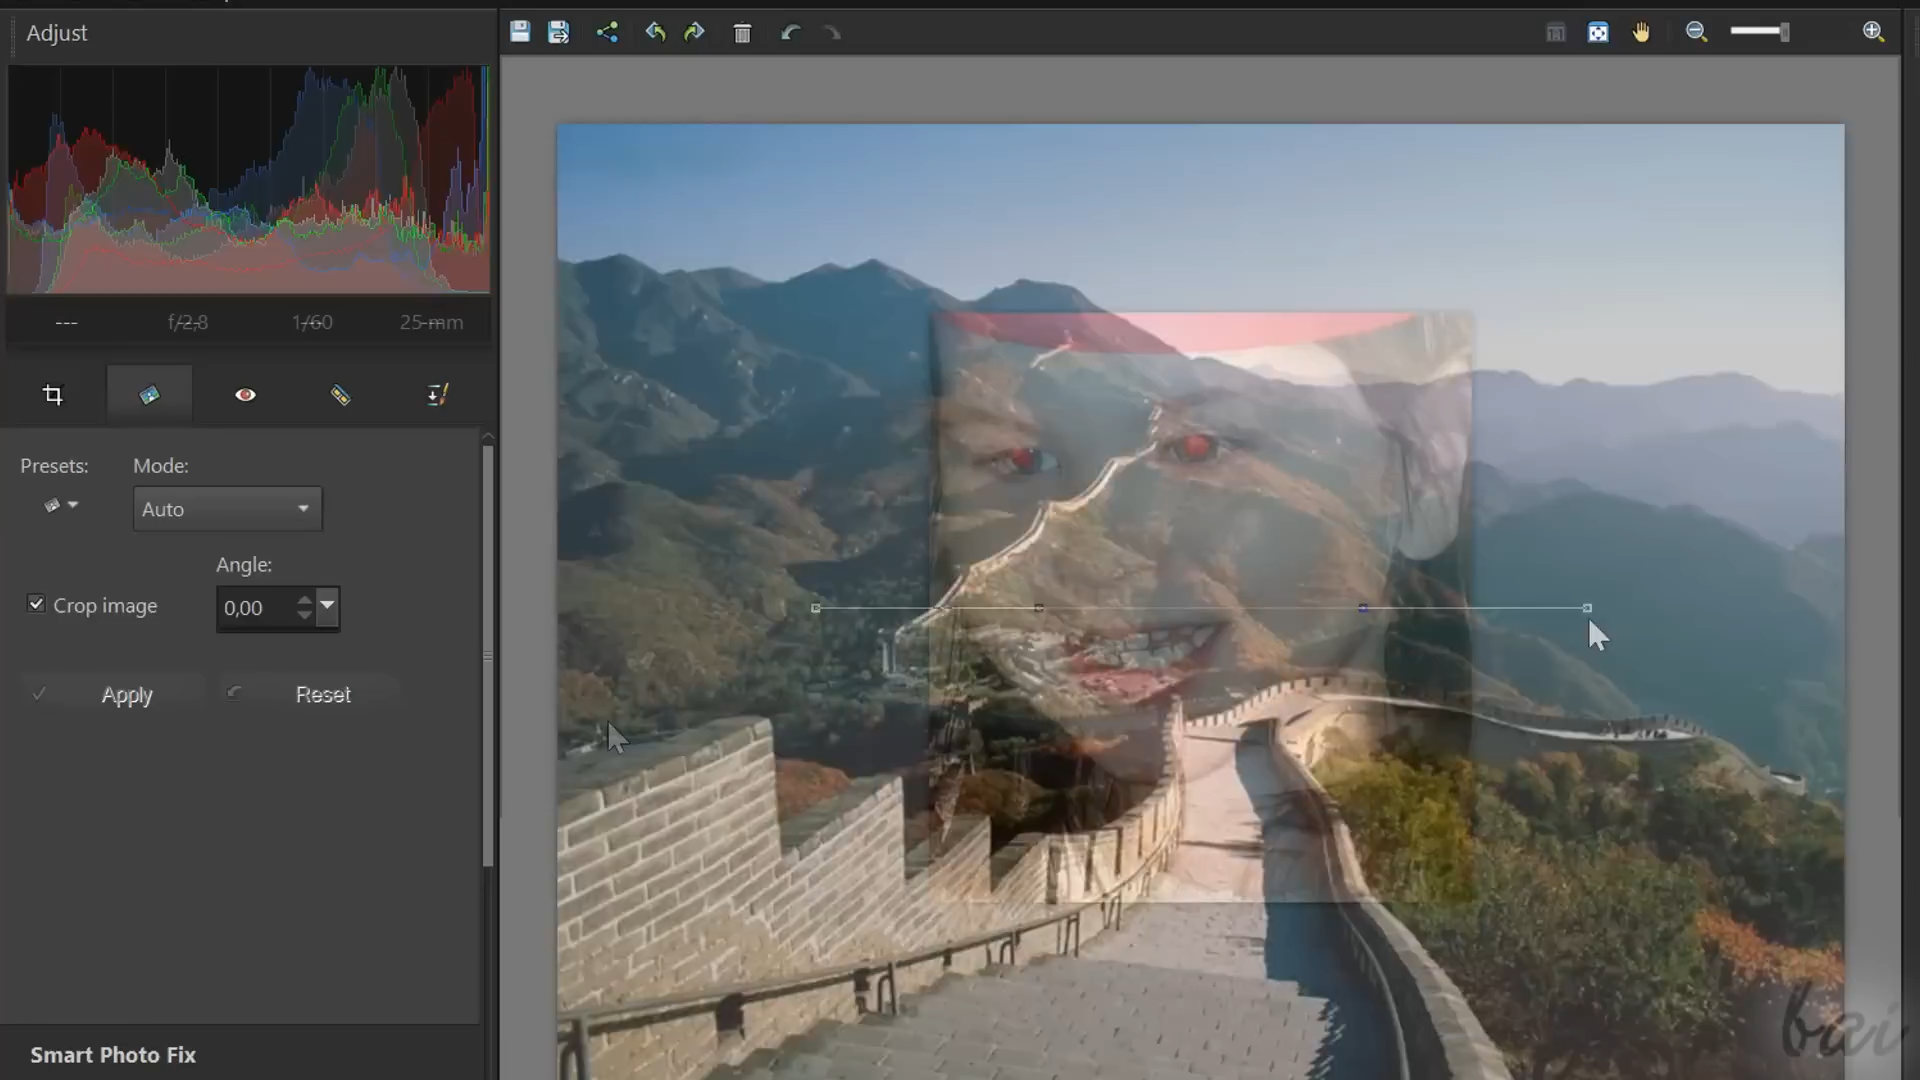 Adjust
--- f/2,8 1/60 25 mm
Presets: Mode:
Auto
Angle:
Crop image 0,00
Apply Reset
Smart Photo Fix
bai